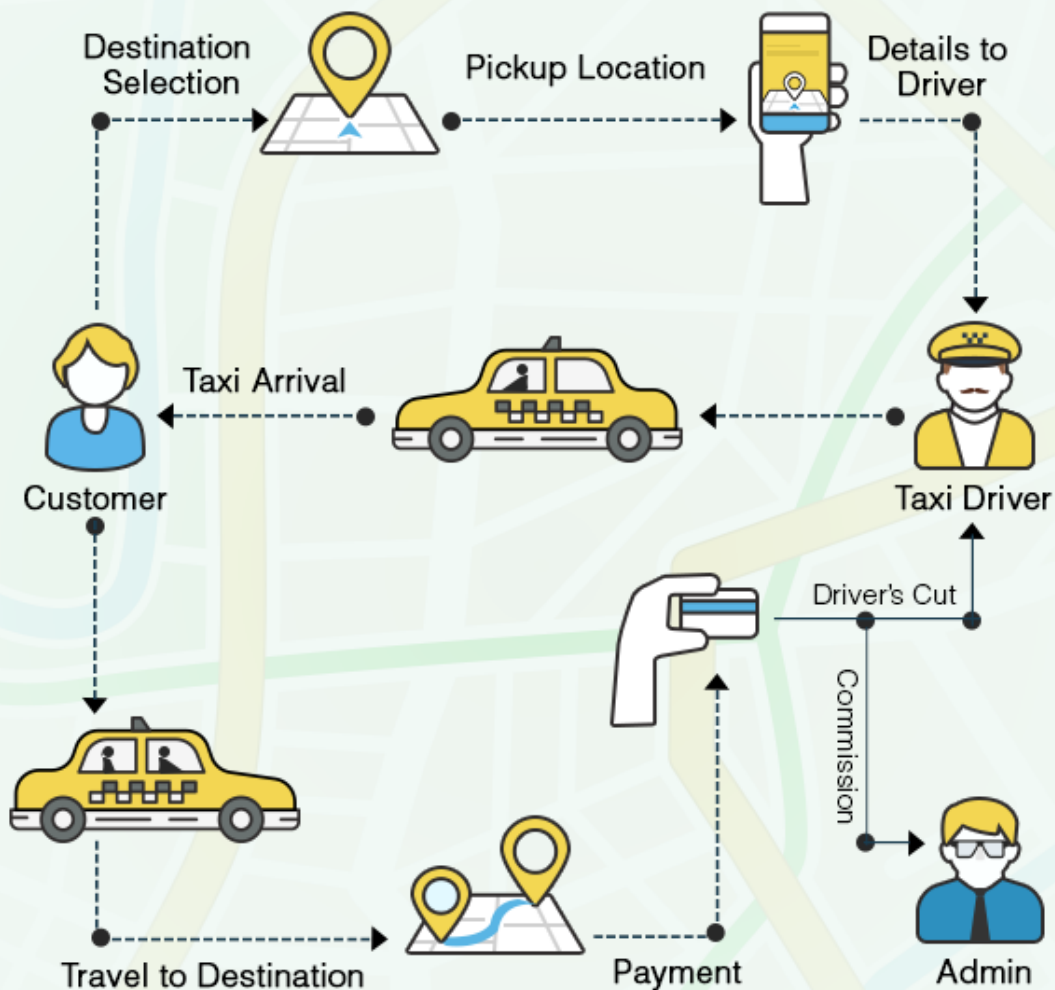 Destination
Selection
Pickup Location
Details to
Driver
Taxi Arrival
Customer
Taxi Driver
Driver's Cut
Commission
Travel to Destination
Payment
Admin